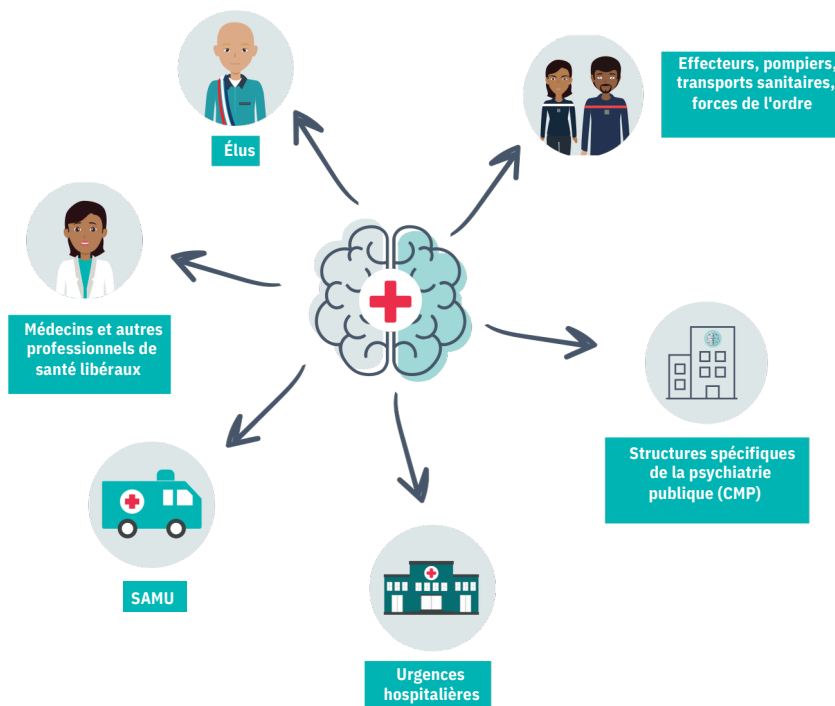 Élus
Effecteurs, pompiers,
transports sanitaires,
forces de l'ordre
Médecins et autres
professionnels de
santé libéraux
Structures spécifiques
de la psychiatrie
publique (CMP)
SAMU
Urgences
hospitalières